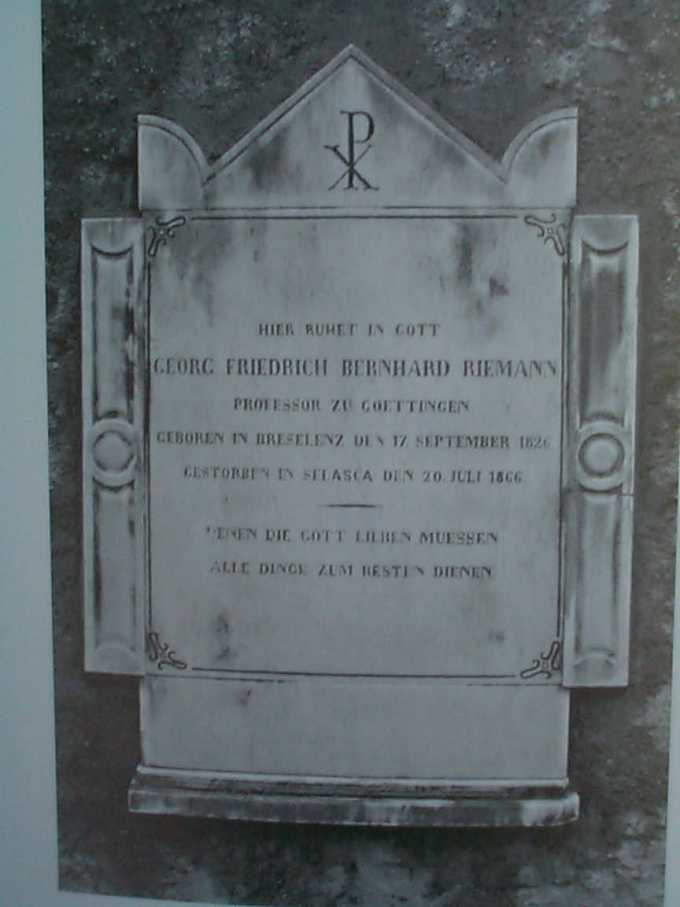 HIER RUHET IN GOTT
GEORG FRIEDRICH BERNHARD RIEMANN
PROFESSOR ZU GOETTINGEN
GEBOREN IN BRESELENZ DEN 17 SEPTEMBER 1826
GESTORBEN IN SELASCA DEN 20. JULI 1866
DENEN DIE GOTT LIEBEN MUESSEN
ALLE DINGE ZUM BESTEN DIENEN